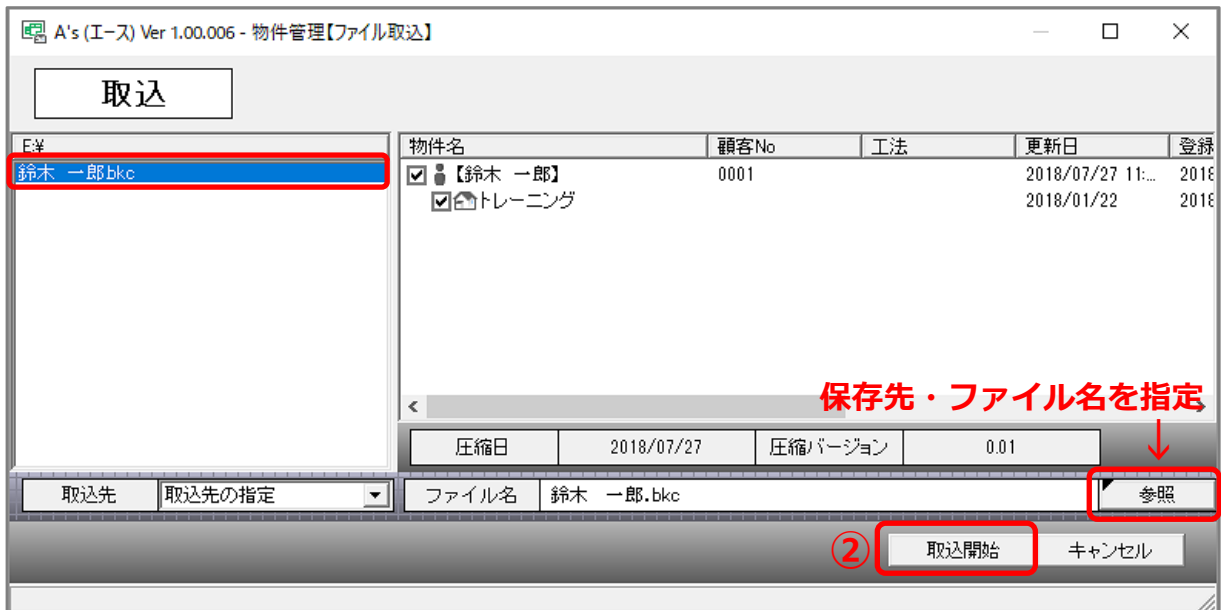 A's (エース) Ver 1.00.006 - 物件管理【ファイル取込】
取込
E:¥
鈴木　一郎.bkc
物件名 顧客No 工法 更新日 登録
【鈴木　一郎】 0001 2018/07/27 11:... 2018
トレーニング 2018/01/22 2018
保存先・ファイル名を指定
圧縮日 2018/07/27 圧縮バージョン 0.01
取込先 取込先の指定 ファイル名 鈴木　一郎.bkc 参照
② 取込開始 キャンセル